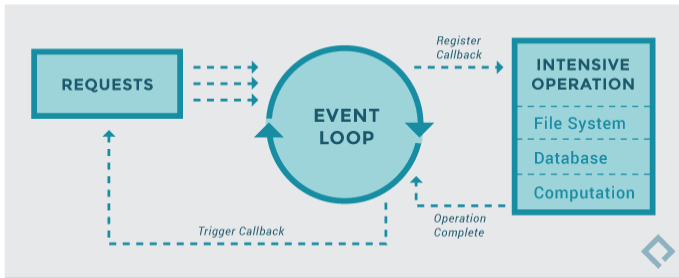 REQUESTS
EVENT
LOOP
Register
Callback
INTENSIVE
OPERATION
File System
Database
Computation
Operation
Complete
Trigger Callback